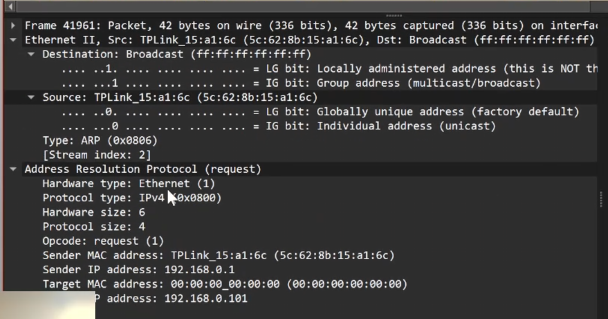 Frame 41961: Packet, 42 bytes on wire (336 bits), 42 bytes captured (336 bits) on interfac
Ethernet II, Src: TPLink_15:a1:6c (5c:62:8b:15:a1:6c), Dst: Broadcast (ff:ff:ff:ff:ff:ff)
Destination: Broadcast (ff:ff:ff:ff:ff:ff)
.... ..1. .... .... .... .... = LG bit: Locally administered address (this is NOT th
.... ...1 .... .... .... .... = IG bit: Group address (multicast/broadcast)
Source: TPLink_15:a1:6c (5c:62:8b:15:a1:6c)
.... ..0. .... .... .... .... = LG bit: Globally unique address (factory default)
.... ...0 .... .... .... .... = IG bit: Individual address (unicast)
Type: ARP (0x0806)
[Stream index: 2]
Address Resolution Protocol (request)
Hardware type: Ethernet (1)
Protocol type: IPv4 0x0800)
Hardware size: 6
Protocol size: 4
Opcode: request (1)
Sender MAC address: TPLink_15:a1:6c (5c:62:8b:15:a1:6c)
Sender IP address: 192.168.0.1
Target MAC address: 00:00:00_00:00:00 (00:00:00:00:00:00)
P address: 192.168.0.101